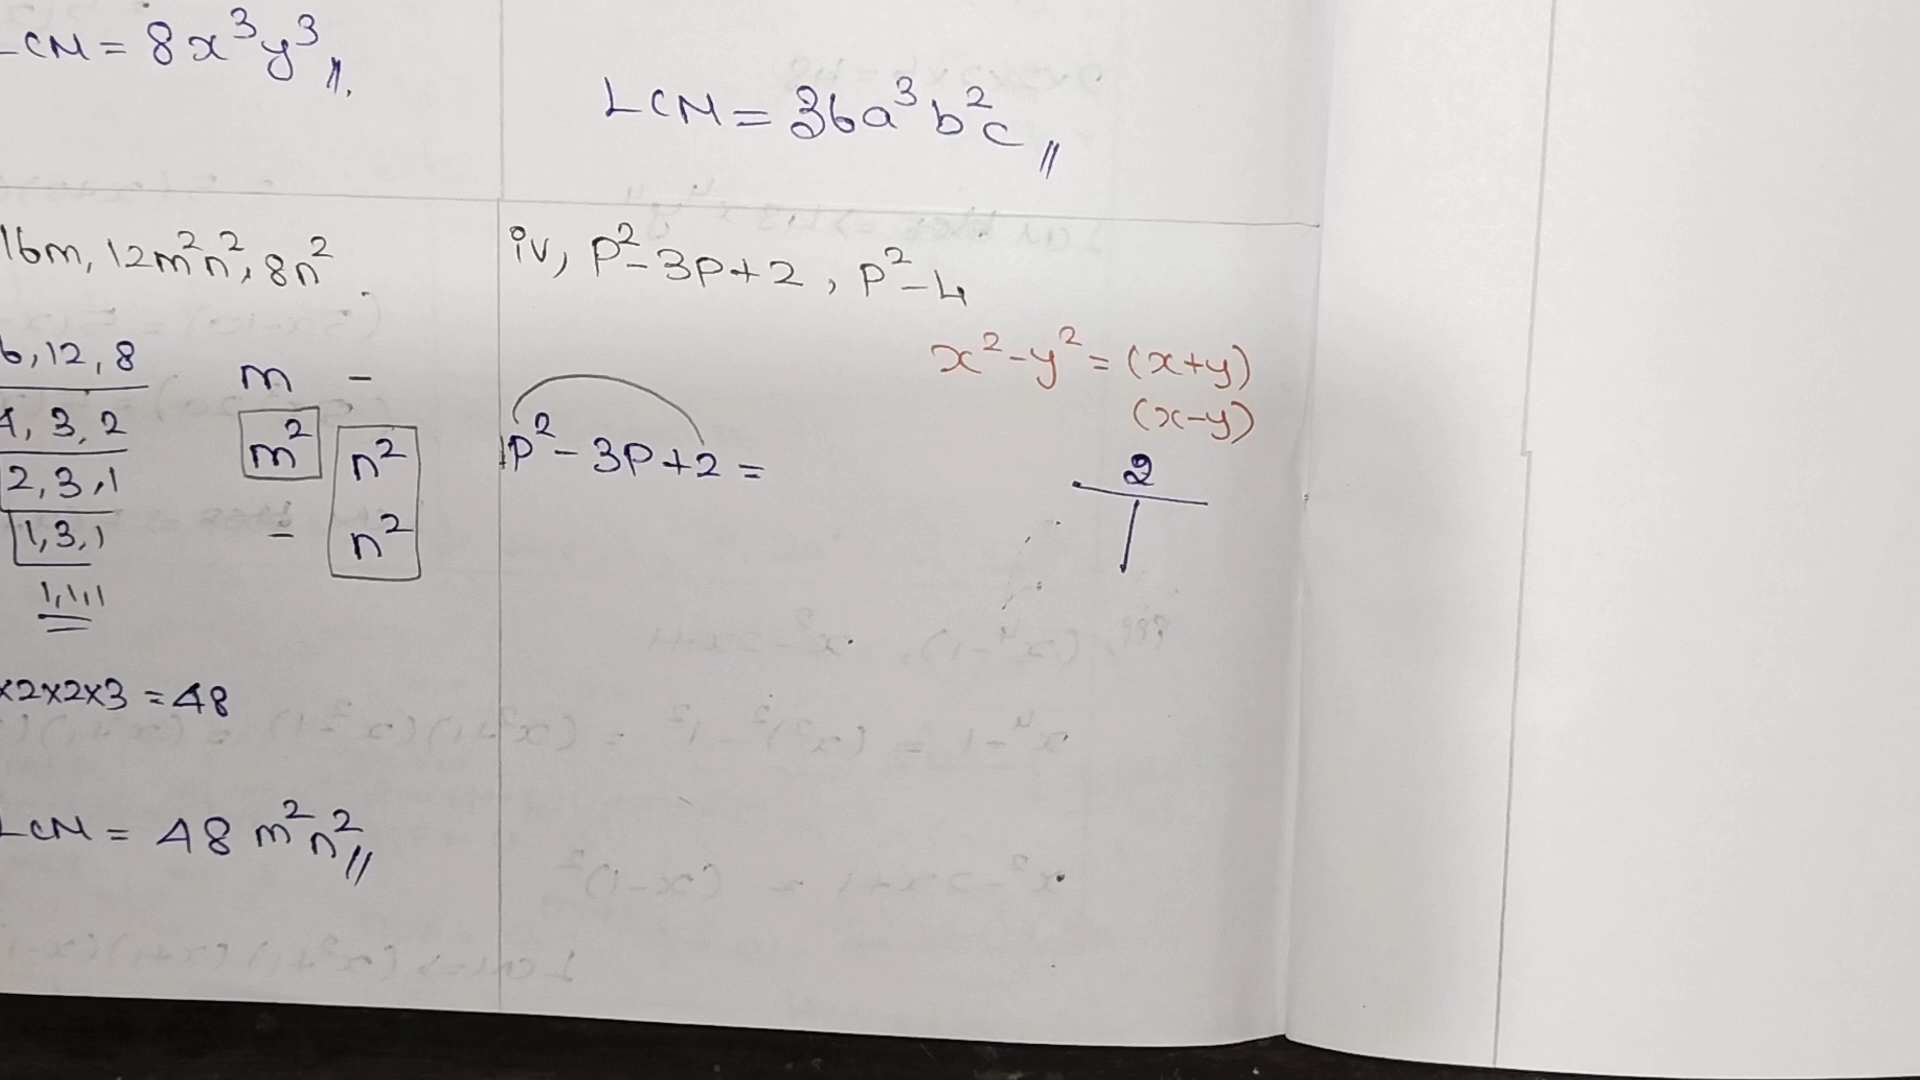 LCM = 8x³y³ //.
LCM = 36a³b²c //
16m, 12m²n², 8n²
6, 12, 8
4, 3, 2
2, 3, 1
1, 3, 1
1, 1, 1
m -
m² n²
- n²
×2×2×3 = 48
LCM = 48 m²n² //
iv, p²-3p+2, p²-4
x²-y² = (x+y)
(x-y)
1p²-3p+2 =
2